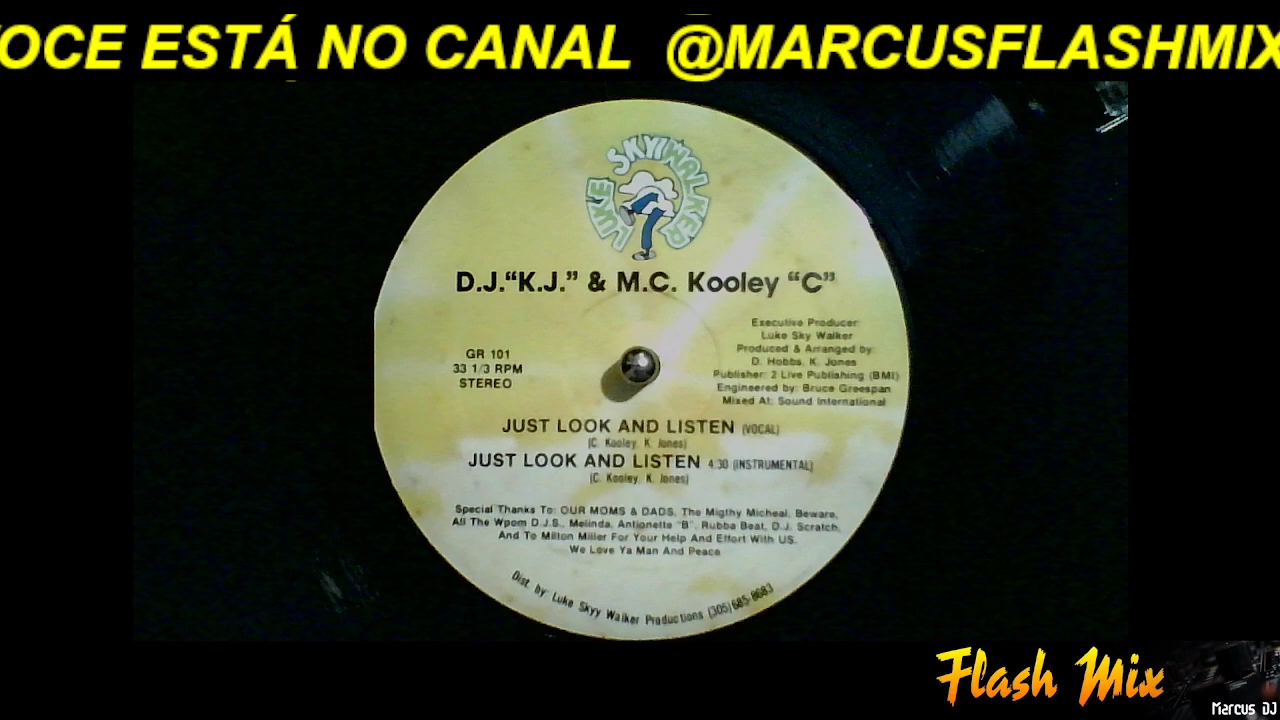 VOCE ESTÁ NO CANAL @MARCUSFLASHMIX
LUKE SKYYWALKER
D.J."K.J." & M.C. Kooley "C"
Executive Producer:
Luke Sky Walker
Produced & Arranged by:
D. Hobbs, K. Jones
Publisher: 2 Live Publishing (BMI)
Engineered by: Bruce Greespan
Mixed At: Sound International
GR 101
33 1/3 RPM
STEREO
JUST LOOK AND LISTEN (VOCAL)
(C. Kooley, K. Jones)
JUST LOOK AND LISTEN 4:30 (INSTRUMENTAL)
(C. Kooley, K. Jones)
Special Thanks To: OUR MOMS & DADS, The Migthy Micheal, Beware,
All The Wpom D.J.S., Melinda, Antionette "B", Rubba Beat, D.J. Scratch,
And To Milton Miller For Your Help And Effort With US.
We Love Ya Man And Peace
Dist. by: Luke Skyy Walker Productions (305) 685-8683
Flash Mix
Marcus DJ